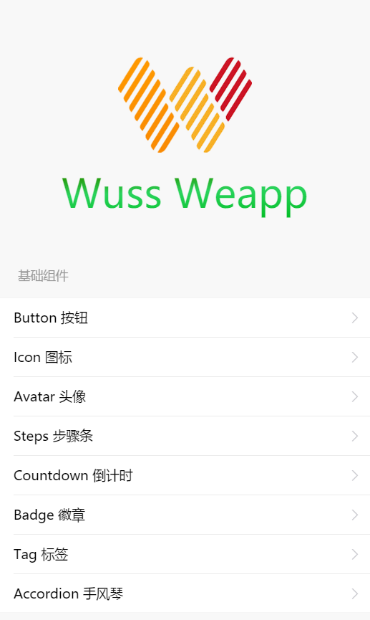 Wuss Weapp
基础组件
Button 按钮
Icon 图标
Avatar 头像
Steps 步骤条
Countdown 倒计时
Badge 徽章
Tag 标签
Accordion 手风琴